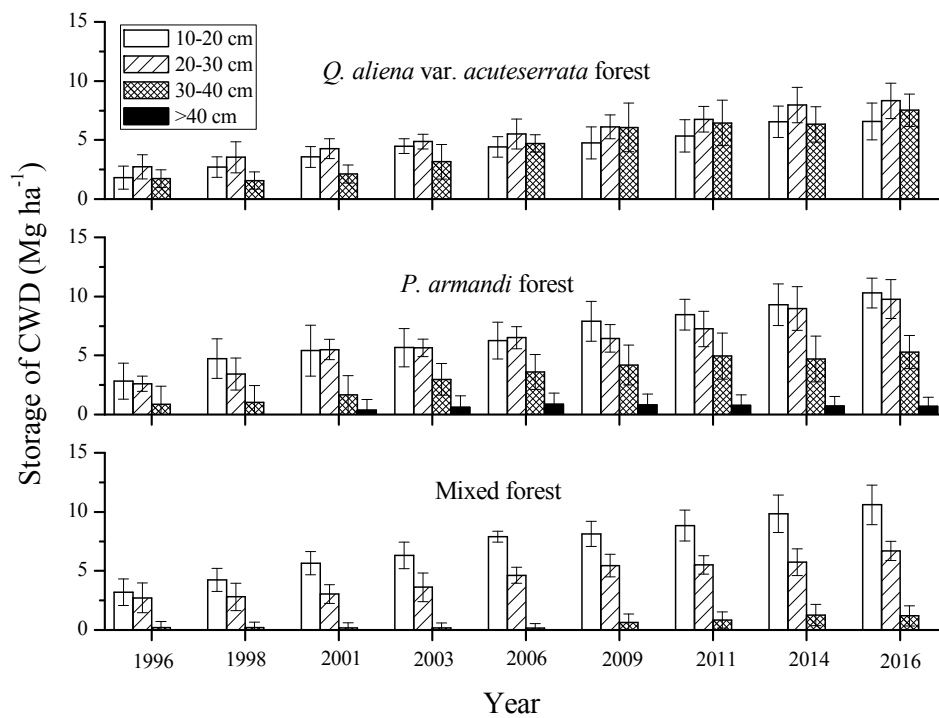 15
10-20 cm
20-30 cm
30-40 cm
>40 cm
Q. aliena var. acuteserrata forest
10
5
0
15
P. armandi forest
10
5
0
15
Mixed forest
10
5
0
Storage of CWD (Mg ha⁻¹)
1996 1998 2001 2003 2006 2009 2011 2014 2016
Year